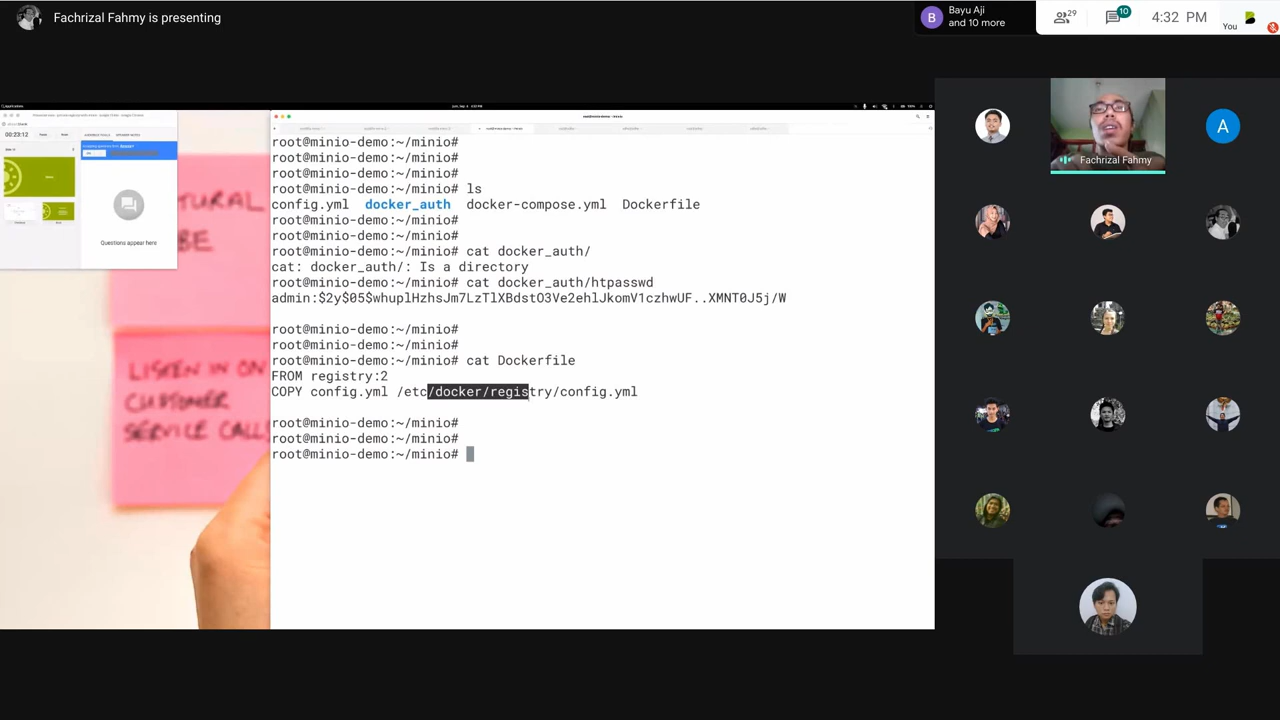 Fachrizal Fahmy is presenting
B
Bayu Aji
and 10 more
29
10
4:32 PM
You
00:23:12
Questions appear here
TURAL
BE
LISTEN IN ON
CUSTOMER
SERVICE CALL
root@minio-demo:~/minio#
root@minio-demo:~/minio#
root@minio-demo:~/minio#
root@minio-demo:~/minio# ls
config.yml docker_auth docker-compose.yml Dockerfile
root@minio-demo:~/minio#
root@minio-demo:~/minio#
root@minio-demo:~/minio# cat docker_auth/
cat: docker_auth/: Is a directory
root@minio-demo:~/minio# cat docker_auth/htpasswd
admin:$2y$05$whuplHzhsJm7LzTlXBdstO3Ve2ehlJkomV1czhwUF..XMNT0J5j/W
root@minio-demo:~/minio#
root@minio-demo:~/minio#
root@minio-demo:~/minio# cat Dockerfile
FROM registry:2
COPY config.yml /etc/docker/registry/config.yml
root@minio-demo:~/minio#
root@minio-demo:~/minio#
root@minio-demo:~/minio#
Fachrizal Fahmy
A